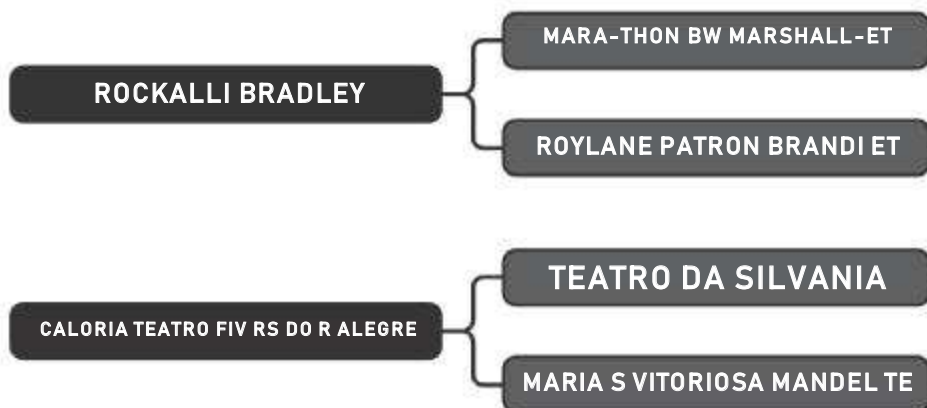 MARA-THON BW MARSHALL-ET
ROCKALLI BRADLEY
ROYLANE PATRON BRANDI ET
TEATRO DA SILVANIA
CALORIA TEATRO FIV RS DO R ALEGRE
MARIA S VITORIOSA MANDEL TE